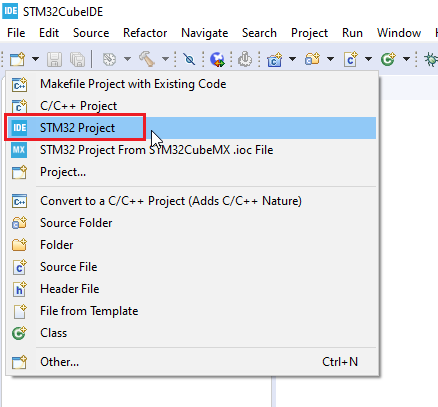 IDE STM32CubeIDE
File Edit Source Refactor Navigate Search Project Run Window
Makefile Project with Existing Code
C/C++ Project
IDE STM32 Project
MX STM32 Project From STM32CubeMX .ioc File
Project...
Convert to a C/C++ Project (Adds C/C++ Nature)
Source Folder
Folder
Source File
Header File
File from Template
Class
Other... Ctrl+N